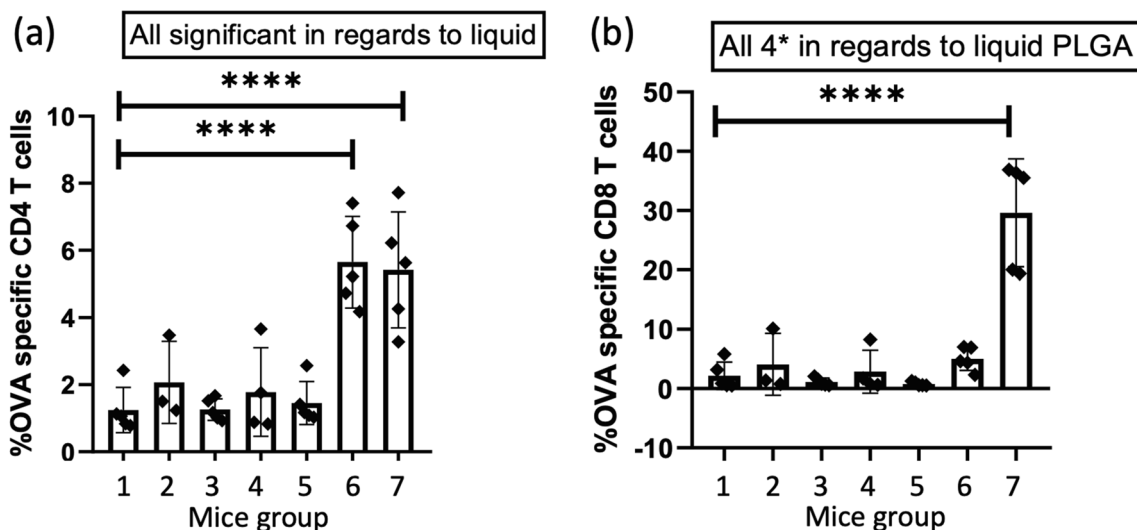 (a)
All significant in regards to liquid
****
****
%OVA specific CD4 T cells
10
8
6
4
2
0
1 2 3 4 5 6 7
Mice group
(b)
All 4* in regards to liquid PLGA
****
%OVA specific CD8 T cells
50
40
30
20
10
0
-10
1 2 3 4 5 6 7
Mice group